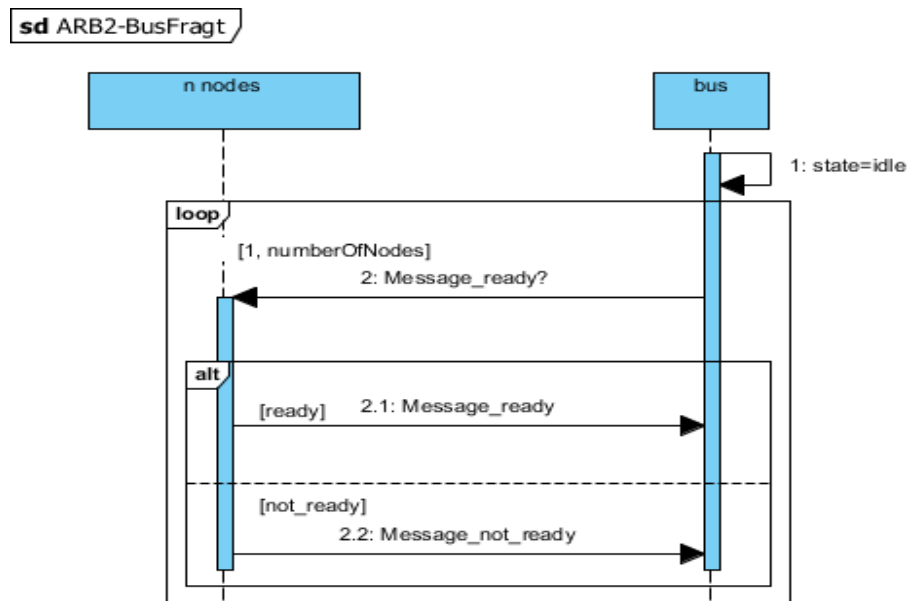 sd ARB2-BusFragt
n nodes
bus
1: state=idle
loop
[1, numberOfNodes]
2: Message_ready?
alt
[ready]
2.1: Message_ready
[not_ready]
2.2: Message_not_ready